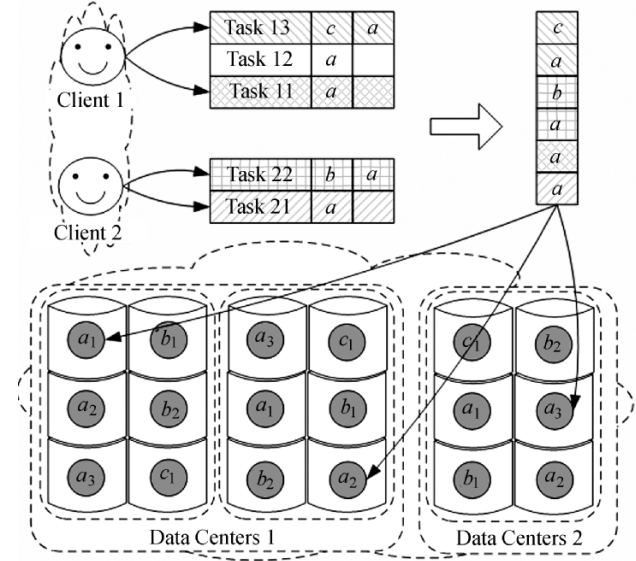 Task 13 c a
Client 1
Task 12 a
Task 11 a
Client 2
Task 22 b a
Task 21 a
c
a
b
a
a
a
a1 b1 a3 c1 c1 b2
a2 b2 a1 b1 a1 a3
a3 c1 b2 a2 b1 a2
Data Centers 1 Data Centers 2